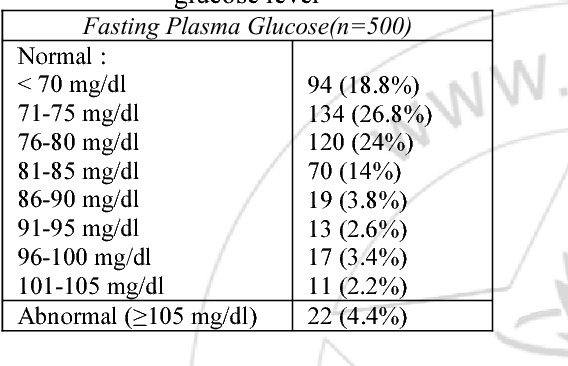 glucose level
Fasting Plasma Glucose(n=500)
Normal :
< 70 mg/dl 94 (18.8%)
71-75 mg/dl 134 (26.8%)
76-80 mg/dl 120 (24%)
81-85 mg/dl 70 (14%)
86-90 mg/dl 19 (3.8%)
91-95 mg/dl 13 (2.6%)
96-100 mg/dl 17 (3.4%)
101-105 mg/dl 11 (2.2%)
Abnormal (≥105 mg/dl) 22 (4.4%)
www.